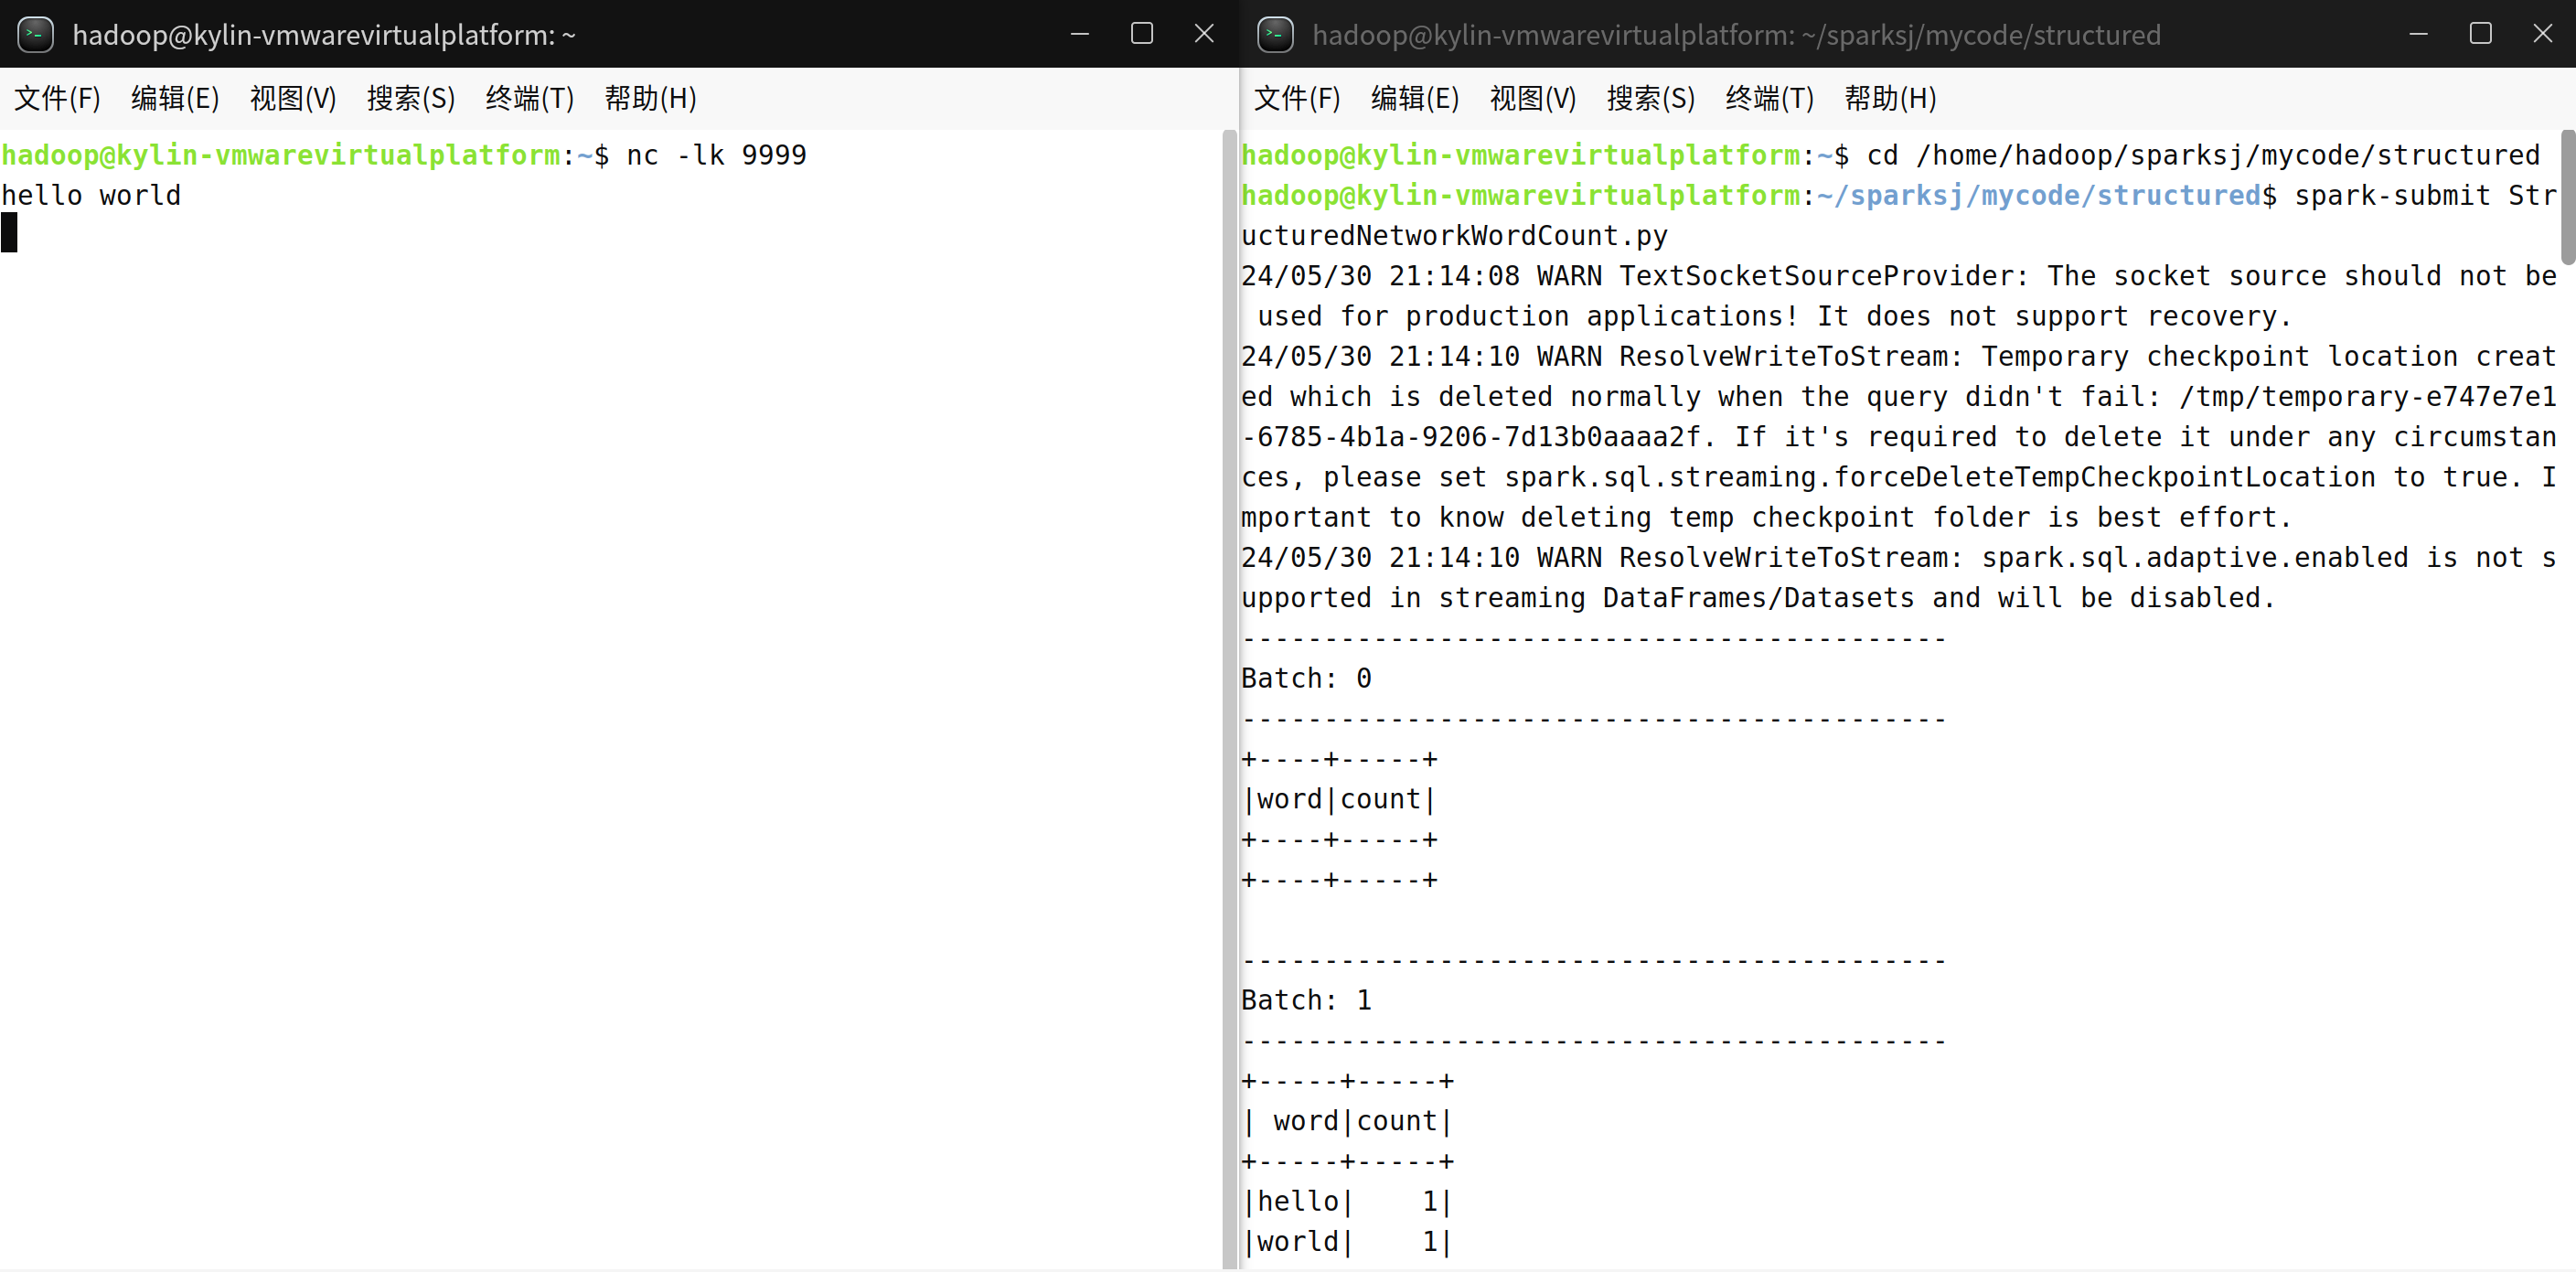 hadoop@kylin-vmwarevirtualplatform: ~
文件(F) 编辑(E) 视图(V) 搜索(S) 终端(T) 帮助(H)
hadoop@kylin-vmwarevirtualplatform:~$ nc -lk 9999
hello world
hadoop@kylin-vmwarevirtualplatform: ~/sparksj/mycode/structured
文件(F) 编辑(E) 视图(V) 搜索(S) 终端(T) 帮助(H)
hadoop@kylin-vmwarevirtualplatform:~$ cd /home/hadoop/sparksj/mycode/structured
hadoop@kylin-vmwarevirtualplatform:~/sparksj/mycode/structured$ spark-submit Str
ucturedNetworkWordCount.py
24/05/30 21:14:08 WARN TextSocketSourceProvider: The socket source should not be
 used for production applications! It does not support recovery.
24/05/30 21:14:10 WARN ResolveWriteToStream: Temporary checkpoint location creat
ed which is deleted normally when the query didn't fail: /tmp/temporary-e747e7e1
-6785-4b1a-9206-7d13b0aaaa2f. If it's required to delete it under any circumstan
ces, please set spark.sql.streaming.forceDeleteTempCheckpointLocation to true. I
mportant to know deleting temp checkpoint folder is best effort.
24/05/30 21:14:10 WARN ResolveWriteToStream: spark.sql.adaptive.enabled is not s
upported in streaming DataFrames/Datasets and will be disabled.
-------------------------------------------
Batch: 0
-------------------------------------------
+----+-----+
|word|count|
+----+-----+
+----+-----+

-------------------------------------------
Batch: 1
-------------------------------------------
+-----+-----+
| word|count|
+-----+-----+
|hello|    1|
|world|    1|